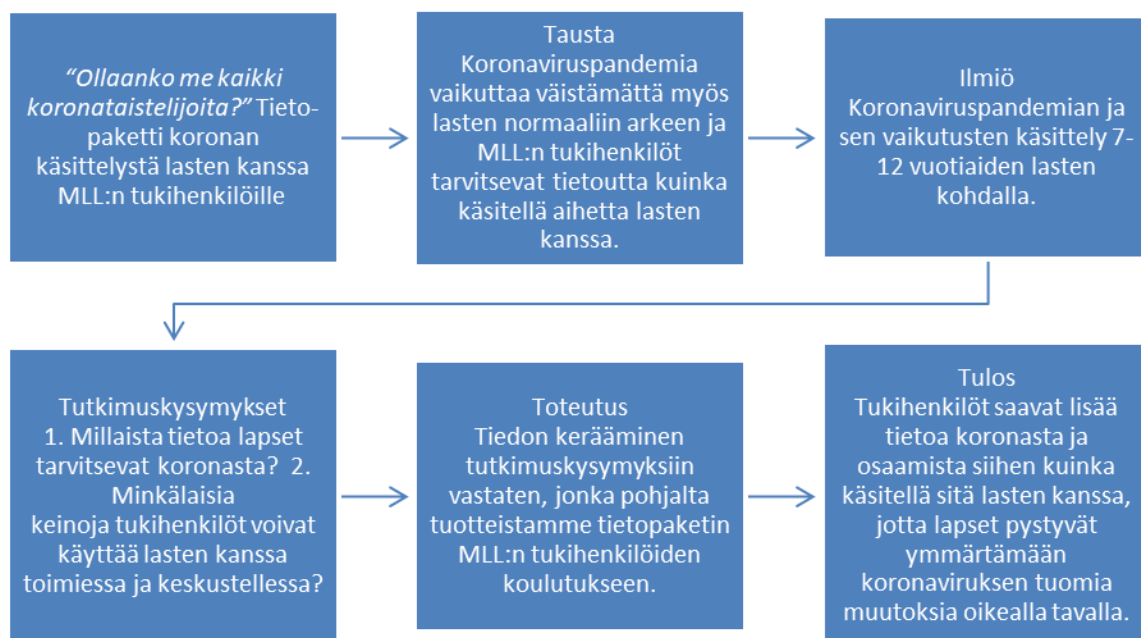 “Ollaanko me kaikki
koronataistelijoita?” Tieto-
paketti koronan
käsittelystä lasten kanssa
MLL:n tukihenkilöille
Tausta
Koronaviruspandemia
vaikuttaa väistämättä myös
lasten normaaliin arkeen ja
MLL:n tukihenkilöt
tarvitsevat tietoutta kuinka
käsitellä aihetta lasten
kanssa.
Ilmiö
Koronaviruspandemian ja
sen vaikutusten käsittely 7-
12 vuotiaiden lasten
kohdalla.
Tutkimuskysymykset
1. Millaista tietoa lapset
tarvitsevat koronasta? 2.
Minkälaisia
keinoja tukihenkilöt voivat
käyttää lasten kanssa
toimiessa ja keskustellessa?
Toteutus
Tiedon kerääminen
tutkimuskysymyksiin
vastaten, jonka pohjalta
tuotteistamme tietopaketin
MLL:n tukihenkilöiden
koulutukseen.
Tulos
Tukihenkilöt saavat lisää
tietoa koronasta ja
osaamista siihen kuinka
käsitellä sitä lasten kanssa,
jotta lapset pystyvät
ymmärtämään
koronaviruksen tuomia
muutoksia oikealla tavalla.